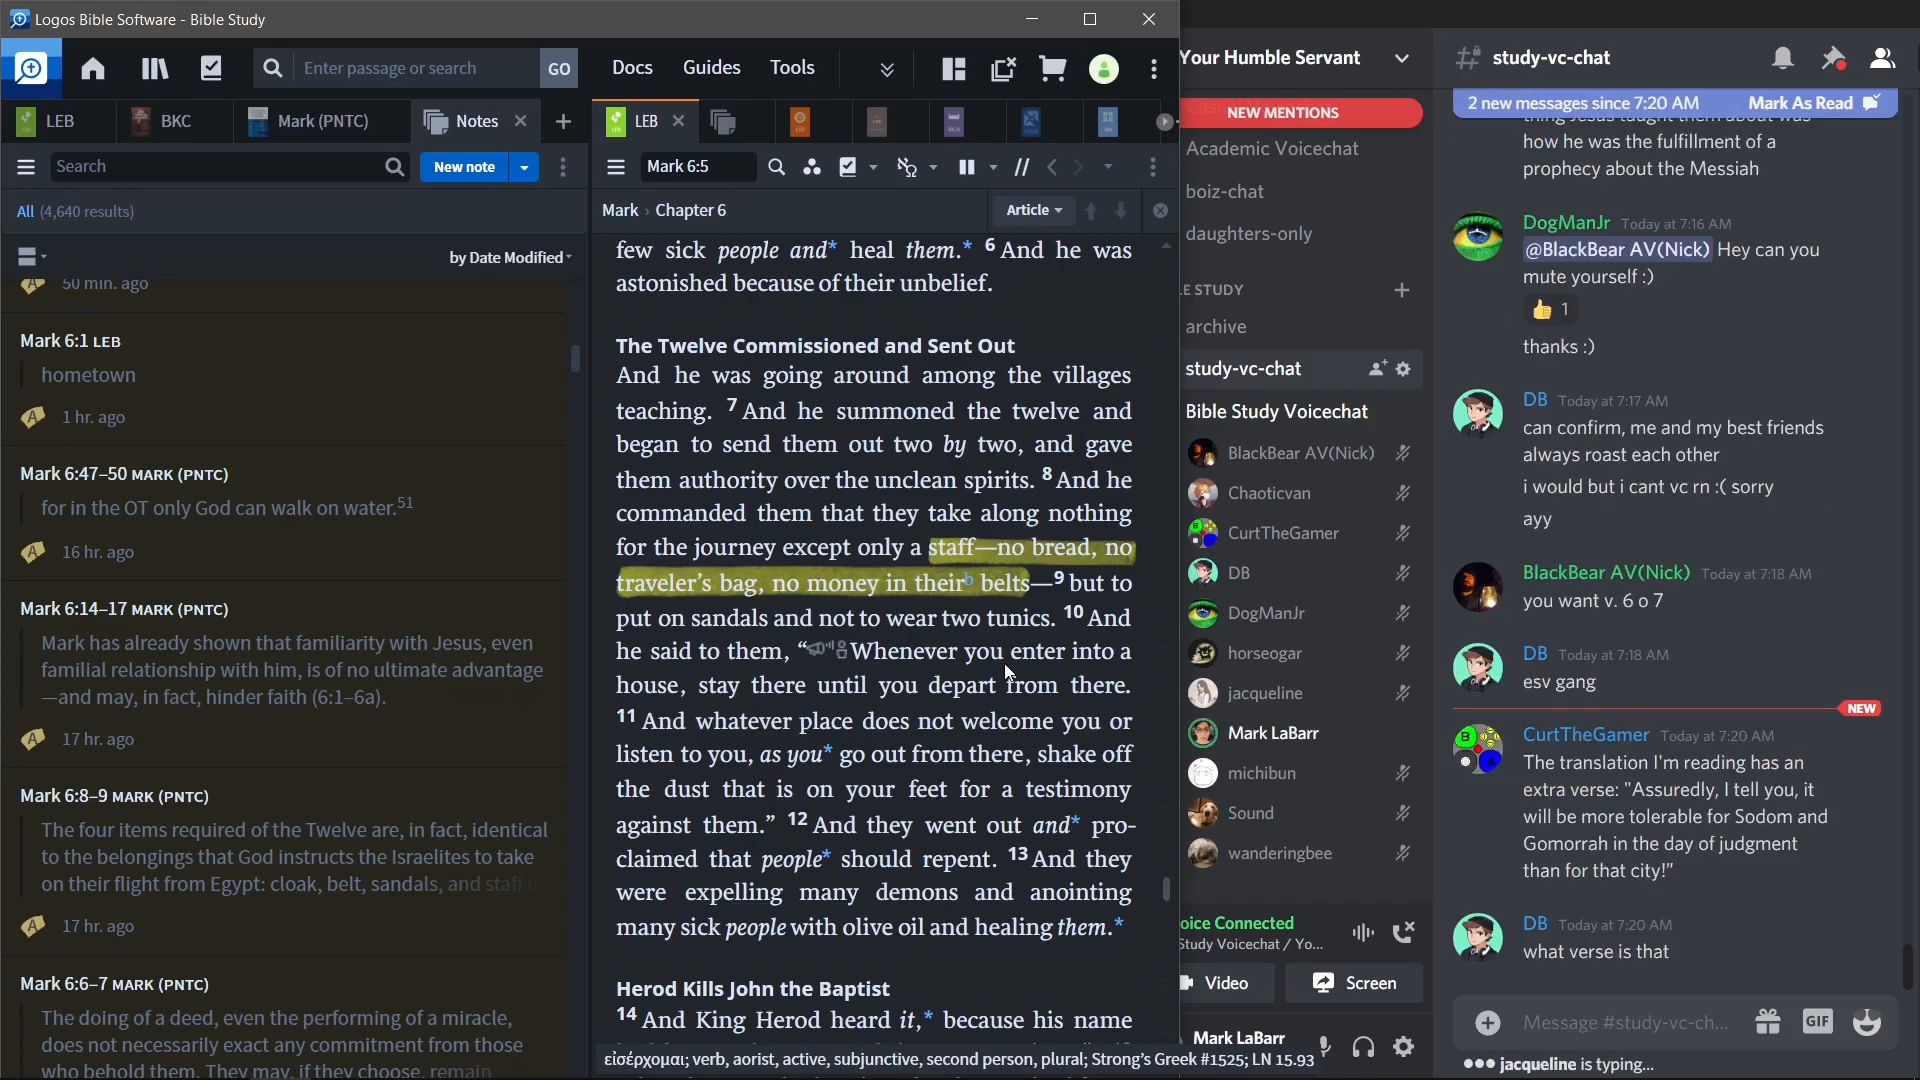 Logos Bible Software - Bible Study
Enter passage or search
GO
Docs
Guides
Tools
LEB
BKC
Mark (PNTC)
Notes
Search
New note
All (4,640 results)
by Date Modified
50 min. ago
Mark 6:1 LEB
hometown
1 hr. ago
Mark 6:47–50 MARK (PNTC)
for in the OT only God can walk on water.51
16 hr. ago
Mark 6:14–17 MARK (PNTC)
Mark has already shown that familiarity with Jesus, even
familial relationship with him, is of no ultimate advantage
—and may, in fact, hinder faith (6:1–6a).
17 hr. ago
Mark 6:8–9 MARK (PNTC)
The four items required of the Twelve are, in fact, identical
to the belongings that God instructs the Israelites to take
on their flight from Egypt: cloak, belt, sandals, and staff
17 hr. ago
Mark 6:6–7 MARK (PNTC)
The doing of a deed, even the performing of a miracle,
does not necessarily exact any commitment from those
who behold them. They may, if they choose, remain
LEB
Mark 6:5
Mark › Chapter 6
Article
few sick people and* heal them.* 6 And he was
astonished because of their unbelief.
The Twelve Commissioned and Sent Out
And he was going around among the villages
teaching. 7 And he summoned the twelve and
began to send them out two by two, and gave
them authority over the unclean spirits. 8 And he
commanded them that they take along nothing
for the journey except only a staff—no bread, no
traveler's bag, no money in their b belts— 9 but to
put on sandals and not to wear two tunics. 10 And
he said to them, “Whenever you enter into a
house, stay there until you depart from there.
11 And whatever place does not welcome you or
listen to you, as you* go out from there, shake off
the dust that is on your feet for a testimony
against them.” 12 And they went out and* pro-
claimed that people* should repent. 13 And they
were expelling many demons and anointing
many sick people with olive oil and healing them.*
Herod Kills John the Baptist
14 And King Herod heard it,* because his name
εἰσέρχομαι; verb, aorist, active, subjunctive, second person, plural; Strong's Greek #1525; LN 15.93
Your Humble Servant
NEW MENTIONS
Academic Voicechat
boiz-chat
daughters-only
LE STUDY
archive
study-vc-chat
Bible Study Voicechat
BlackBear AV(Nick)
Chaoticvan
CurtTheGamer
DB
DogManJr
horseogar
jacqueline
Mark LaBarr
michibun
Sound
wanderingbee
oice Connected
Study Voicechat / Yo...
Video
Screen
Mark LaBarr
study-vc-chat
2 new messages since 7:20 AM
Mark As Read
thing Jesus taught them about was
how he was the fulfillment of a
prophecy about the Messiah
DogManJr Today at 7:16 AM
@BlackBear AV(Nick) Hey can you
mute yourself :)
1
thanks :)
DB Today at 7:17 AM
can confirm, me and my best friends
always roast each other
i would but i cant vc rn :( sorry
ayy
BlackBear AV(Nick) Today at 7:18 AM
you want v. 6 o 7
DB Today at 7:18 AM
esv gang
NEW
CurtTheGamer Today at 7:20 AM
The translation I'm reading has an
extra verse: "Assuredly, I tell you, it
will be more tolerable for Sodom and
Gomorrah in the day of judgment
than for that city!"
DB Today at 7:20 AM
what verse is that
Message #study-vc-ch...
GIF
jacqueline is typing...